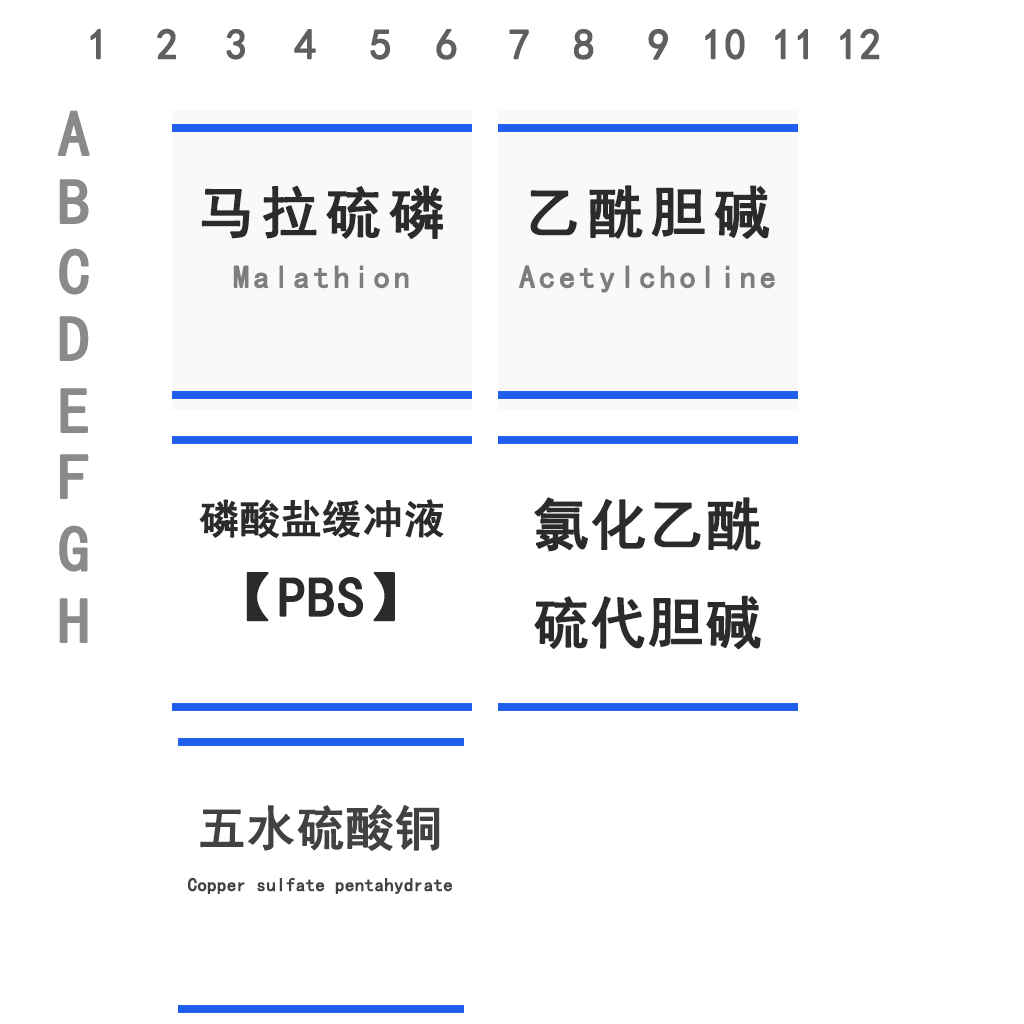 1 2 3 4 5 6 7 8 9 10 11 12
A
B
C
D
E
F
G
H
马拉硫磷
Malathion
乙酰胆碱
Acetylcholine
磷酸盐缓冲液
【PBS】
氯化乙酰
硫代胆碱
五水硫酸铜
Copper sulfate pentahydrate